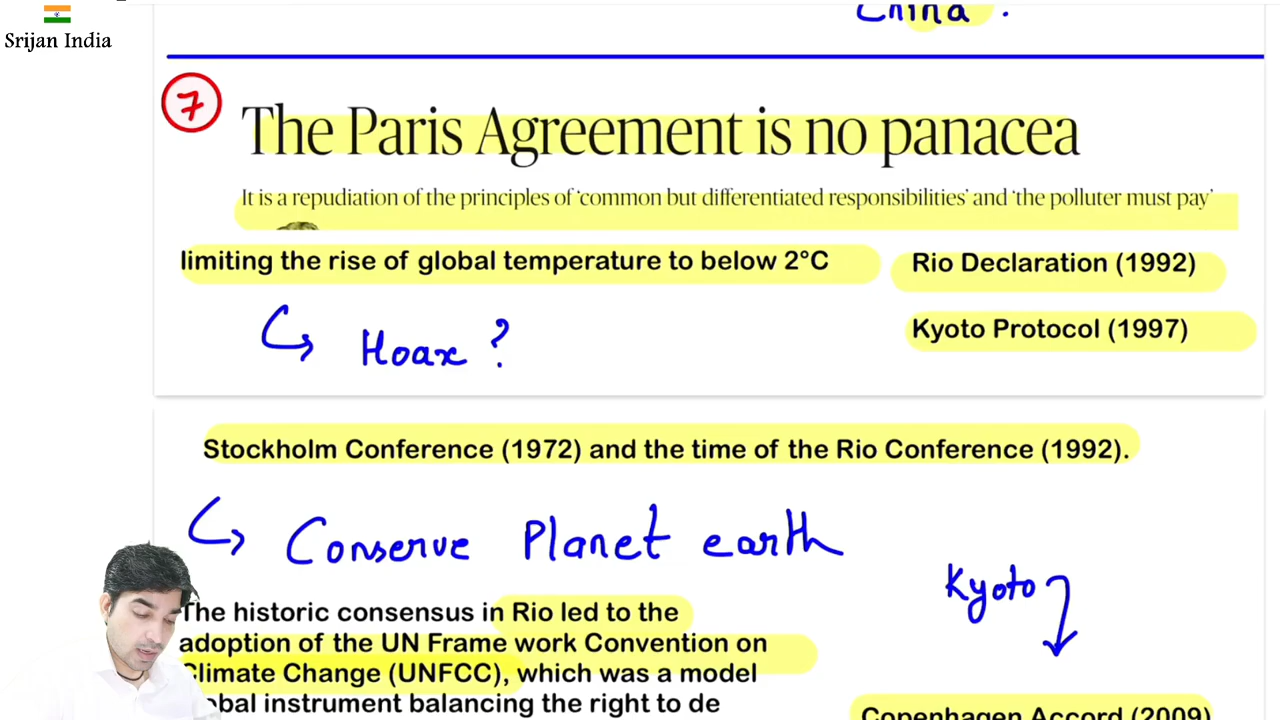 China.
Srijan India
7
The Paris Agreement is no panacea
It is a repudiation of the principles of ‘common but differentiated responsibilities’ and ‘the polluter must pay’
limiting the rise of global temperature to below 2°C
Rio Declaration (1992)
Kyoto Protocol (1997)
Hoax ?
Stockholm Conference (1972) and the time of the Rio Conference (1992).
Conserve Planet earth
Kyoto
The historic consensus in Rio led to the
adoption of the UN Frame work Convention on
Climate Change (UNFCC), which was a model
global instrument balancing the right to de
Copenhagen Accord (2009)